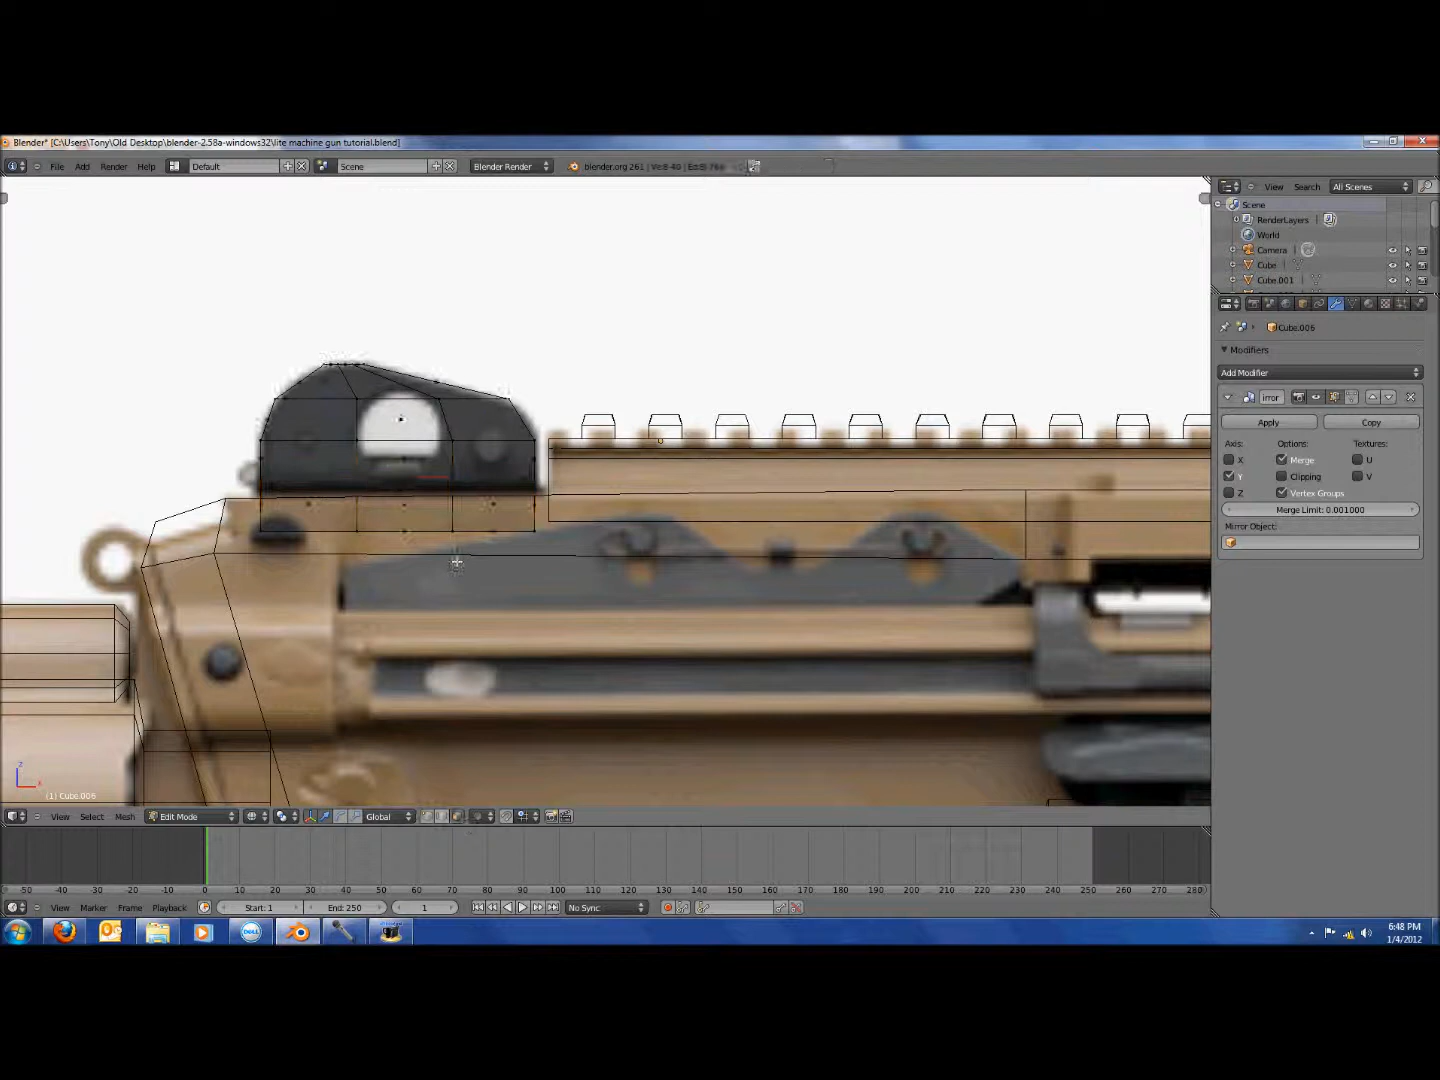 Blender* [C:\Users\Tony\Old Desktop\blender-2.58a-windows32\lite machine gun tutorial.blend]
File Add Render Help Default Scene Blender Render blender.org 261
View Search All Scenes
Scene
RenderLayers
World
Camera
Cube
Cube.001
Cube.006
Modifiers
Add Modifier
irror
Apply Copy
Axis: Options: Textures:
X Merge U
Y Clipping V
Z Vertex Groups
Merge Limit: 0.001000
Mirror Object:
z
x
(1) Cube.006
View Select Mesh Edit Mode Global
-50 -40 -30 -20 -10 0 10 20 30 40 50 60 70 80 90 100 110 120 130 140 150 160 170 180 190 200 210 220 230 240 250 260 270 280
View Marker Frame Playback Start: 1 End: 250 1 No Sync
DELL
6:48 PM
1/4/2012